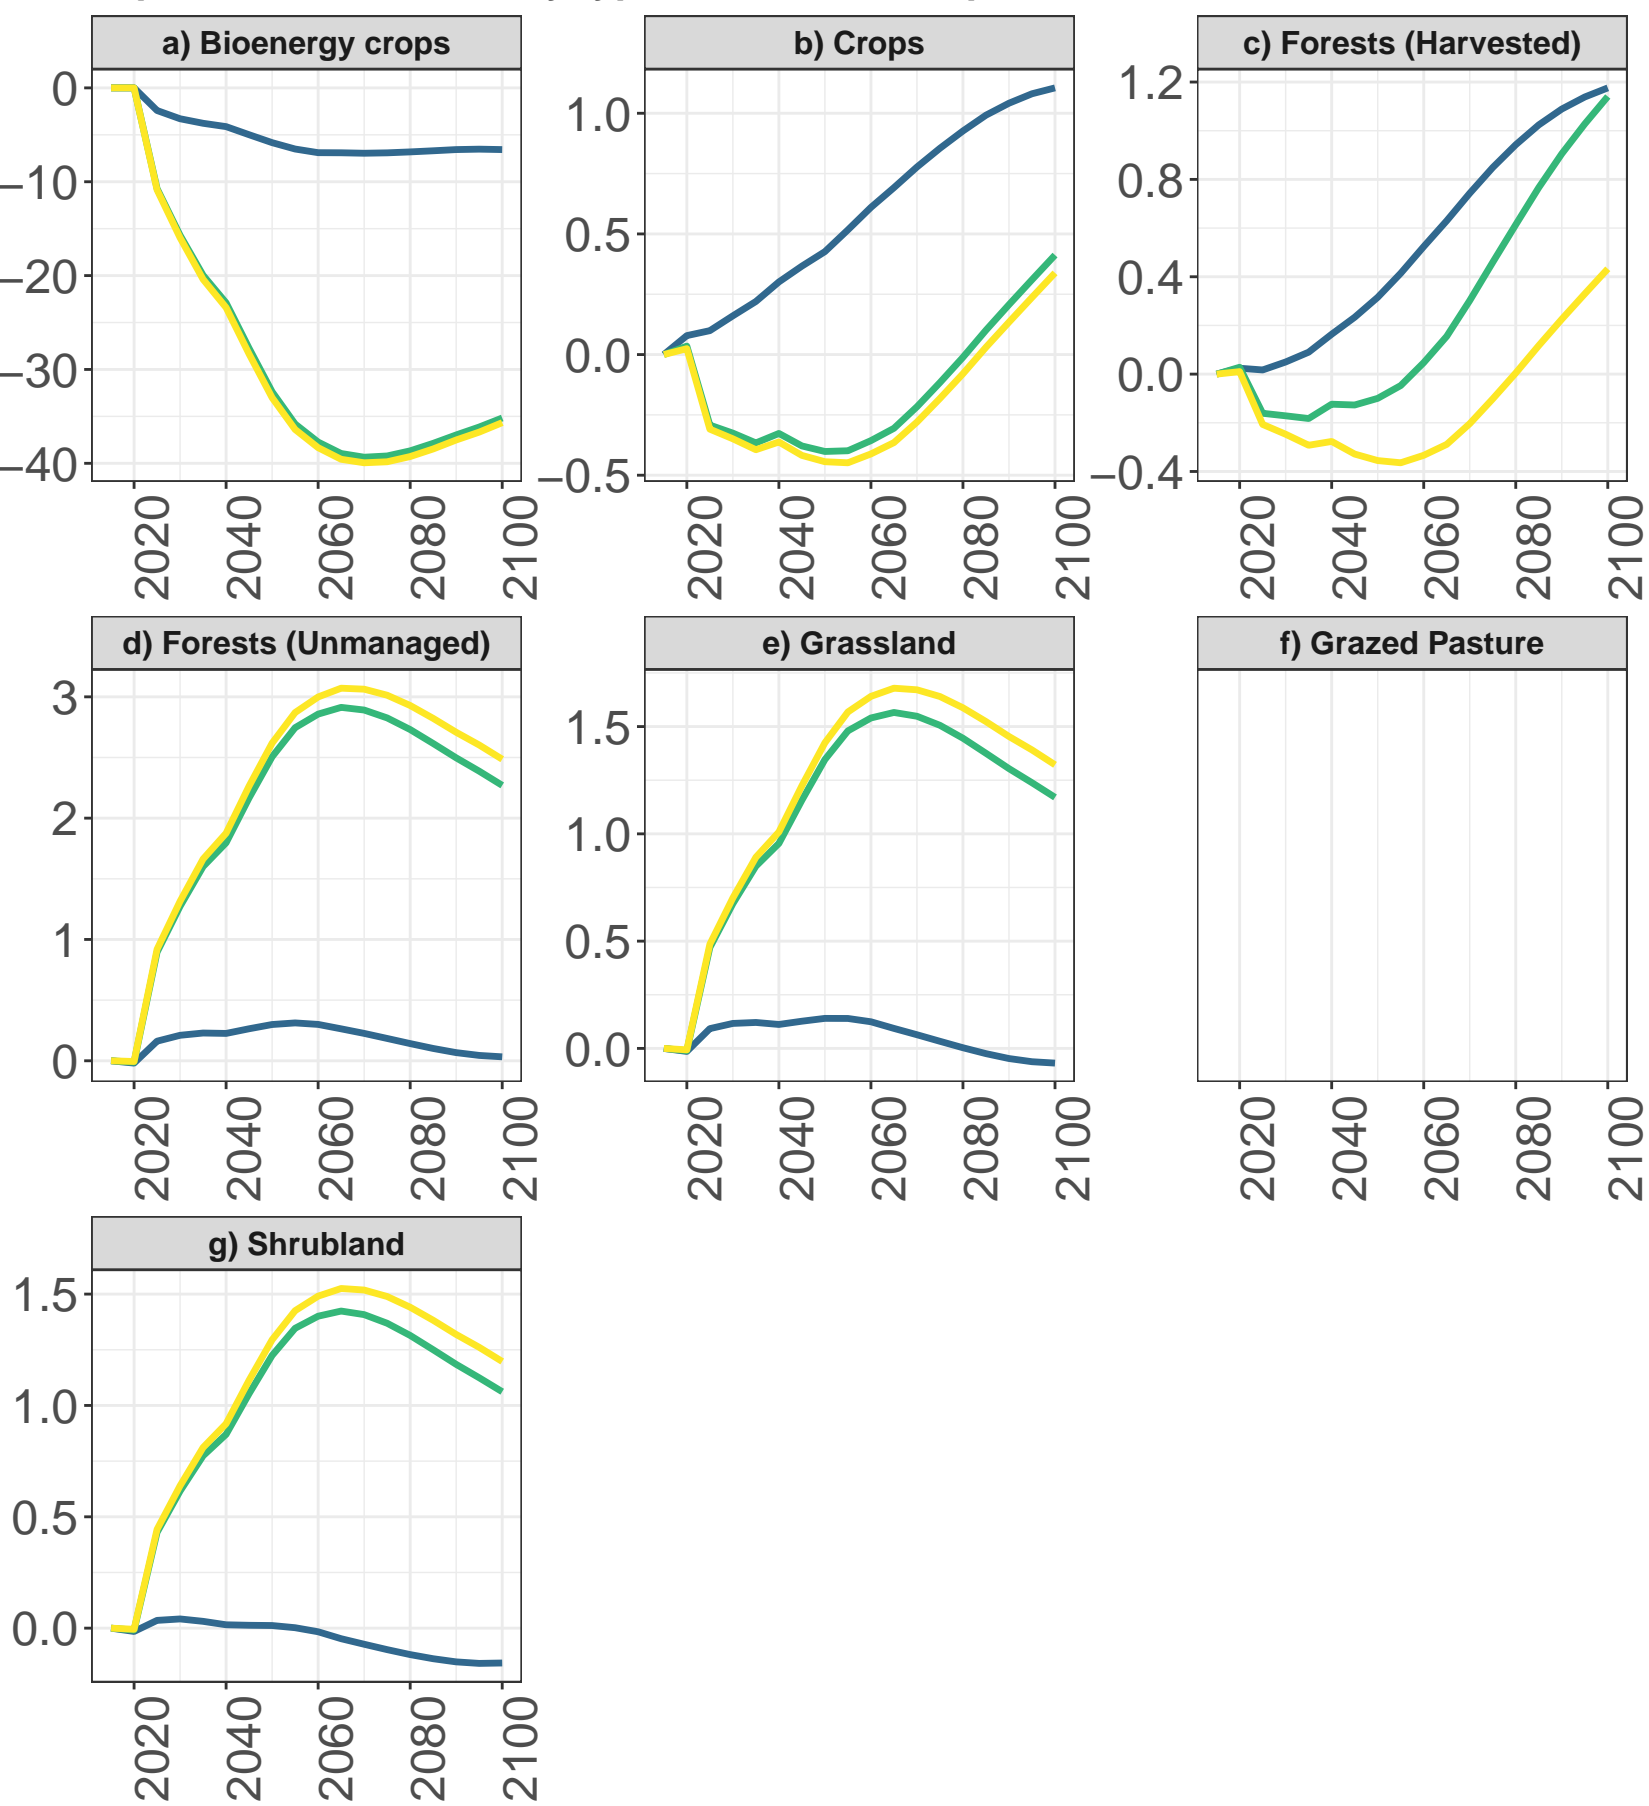 a) Bioenergy crops
b) Crops
c) Forests (Harvested)
0
−10
−20
−30
−40
1.0
0.5
0.0
−0.5
1.2
0.8
0.4
0.0
−0.4
2020 2040 2060 2080 2100
2020 2040 2060 2080 2100
2020 2040 2060 2080 2100
d) Forests (Unmanaged)
e) Grassland
f) Grazed Pasture
3
2
1
0
1.5
1.0
0.5
0.0
2020 2040 2060 2080 2100
2020 2040 2060 2080 2100
2020 2040 2060 2080 2100
g) Shrubland
1.5
1.0
0.5
0.0
2020 2040 2060 2080 2100